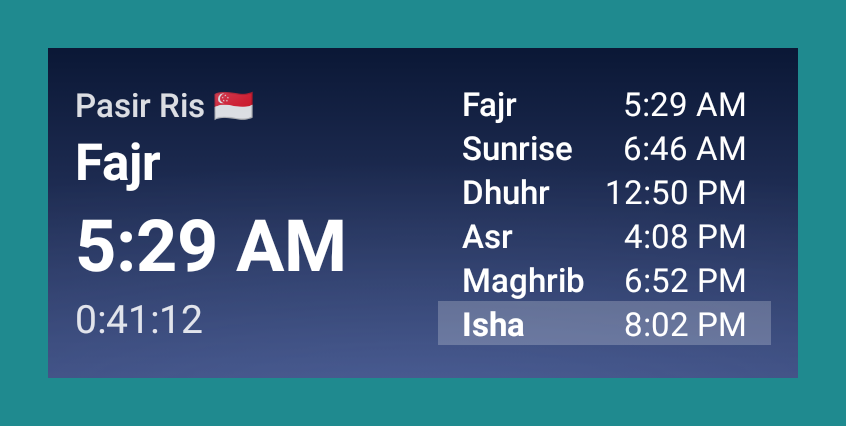 Pasir Ris 🇸🇬
Fajr
5:29 AM
0:41:12
Fajr 5:29 AM
Sunrise 6:46 AM
Dhuhr 12:50 PM
Asr 4:08 PM
Maghrib 6:52 PM
Isha 8:02 PM